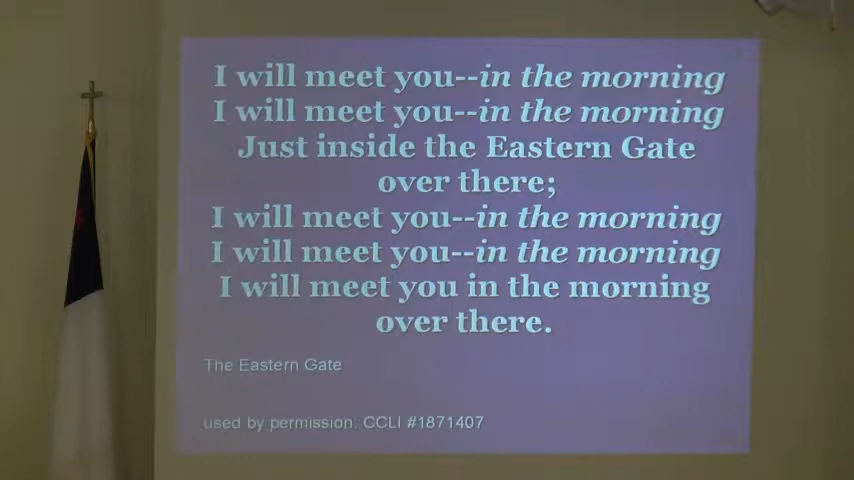 I will meet you--in the morning
I will meet you--in the morning
Just inside the Eastern Gate
over there;
I will meet you--in the morning
I will meet you--in the morning
I will meet you in the morning
over there.
The Eastern Gate
used by permission: CCLI #1871407